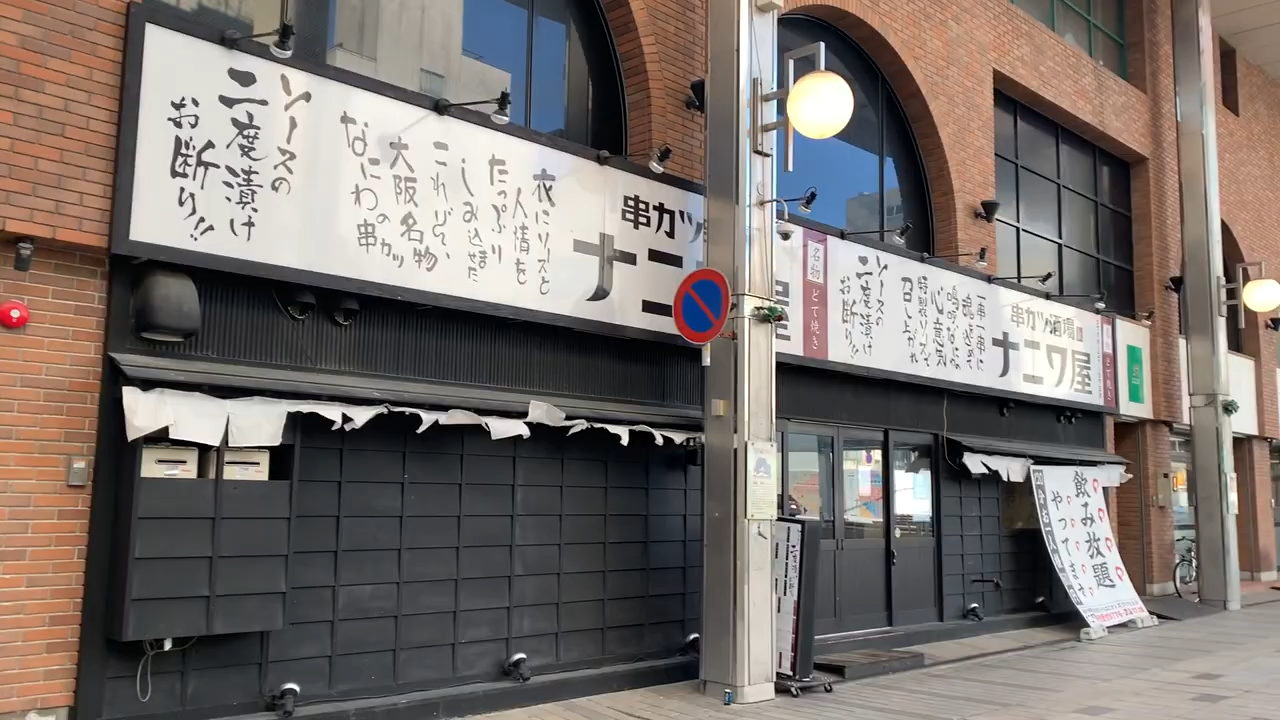 ソースの
二度漬け
お断り!!
衣にソースと
人情を
たっぷり
しみ込ませた
これぞ、
大阪名物
なにわの
串カツ
串カツ
ナニ
屋
名物 どて焼き
一串一串に
魂込めて
心意気
特製ソースで
召し上がれ
ソースの
二度漬け
お断り!!
串カツ酒場
ナニワ屋
飲み放題
やってます